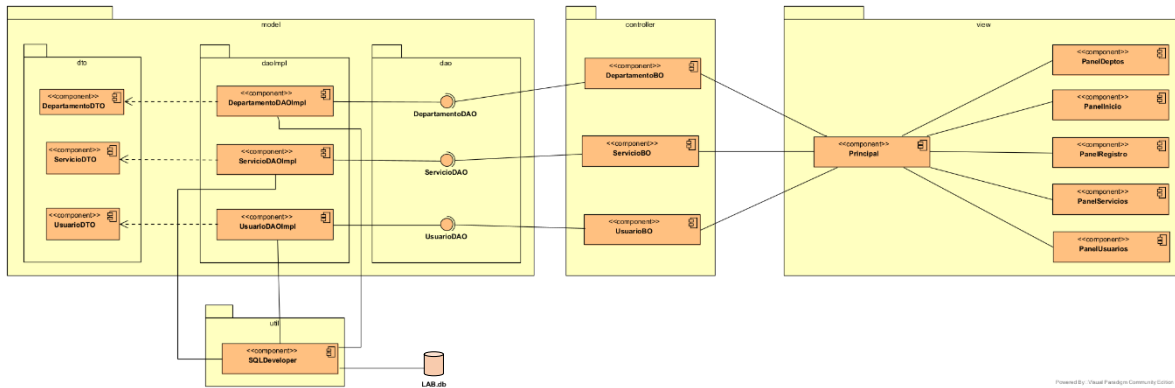 model
controller
view
dto
daoImpl
dao
<<component>>
DepartamentoDTO
<<component>>
DepartamentoDAOImpl
DepartamentoDAO
<<component>>
DepartamentoBO
<<component>>
PanelDeptos
<<component>>
PanelInicio
<<component>>
ServicioDTO
<<component>>
ServicioDAOImpl
ServicioDAO
<<component>>
ServicioBO
<<component>>
Principal
<<component>>
PanelRegistro
<<component>>
PanelServicios
<<component>>
UsuarioDTO
<<component>>
UsuarioDAOImpl
UsuarioDAO
<<component>>
UsuarioBO
<<component>>
PanelUsuarios
util
<<component>>
SQLDeveloper
LAB.db
Powered By: Visual Paradigm Community Edition